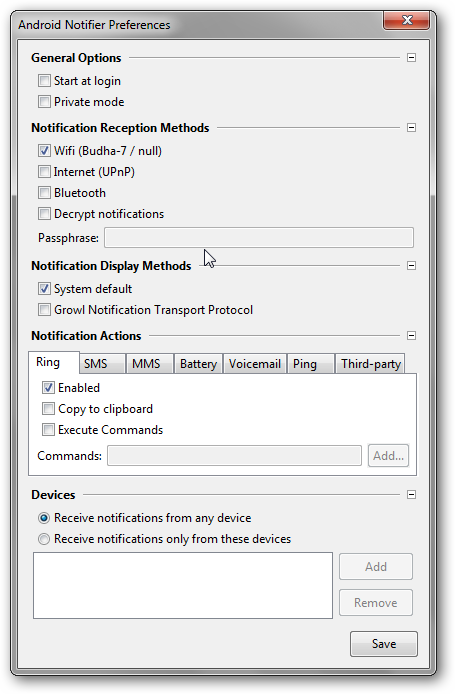 Android Notifier Preferences
General Options
Start at login
Private mode
Notification Reception Methods
Wifi (Budha-7 / null)
Internet (UPnP)
Bluetooth
Decrypt notifications
Passphrase:
Notification Display Methods
System default
Growl Notification Transport Protocol
Notification Actions
Ring SMS MMS Battery Voicemail Ping Third-party
Enabled
Copy to clipboard
Execute Commands
Commands: Add...
Devices
Receive notifications from any device
Receive notifications only from these devices
Add
Remove
Save